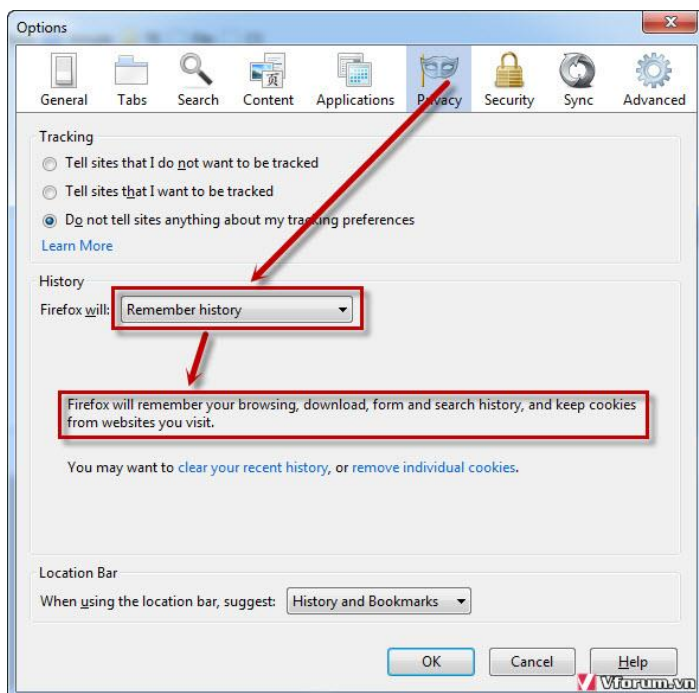 Options
General Tabs Search Content Applications Privacy Security Sync Advanced
Tracking
Tell sites that I do not want to be tracked
Tell sites that I want to be tracked
Do not tell sites anything about my tracking preferences
Learn More
History
Firefox will: Remember history
Firefox will remember your browsing, download, form and search history, and keep cookies
from websites you visit.
You may want to clear your recent history, or remove individual cookies.
Location Bar
When using the location bar, suggest: History and Bookmarks
OK Cancel Help
Vforum.vn